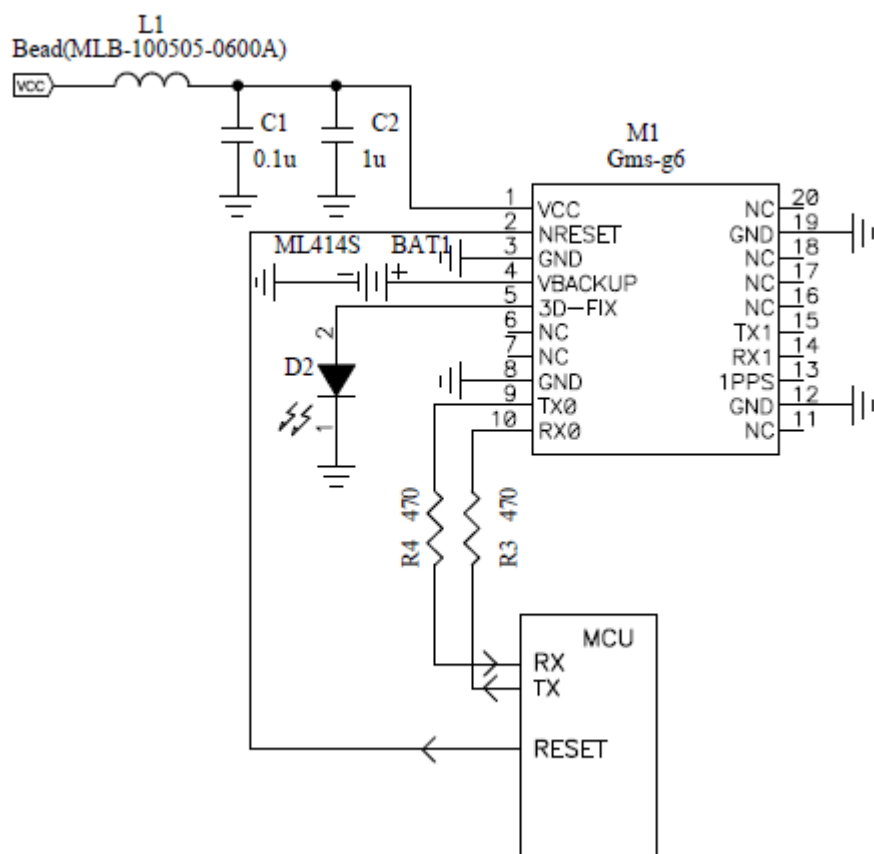 L1
Bead(MLB-100505-0600A)
VCC
C1
0.1u
C2
1u
M1
Gms-g6
1 VCC
2 NRESET
3 GND
4 VBACKUP
5 3D-FIX
6 NC
7 NC
8 GND
9 TX0
10 RX0
NC 20
GND 19
NC 18
NC 17
NC 16
TX1 15
RX1 14
1PPS 13
GND 12
NC 11
ML414S
BAT1
- +
2
D2
1
R4 470
R3 470
MCU
RX
TX
RESET